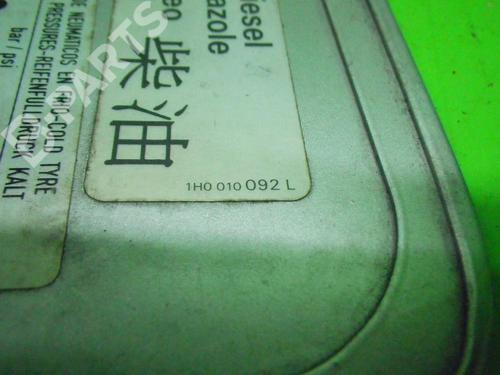 DE NEUMATICOS EN FRIO-COLD TYRE
PRESSURES-REIFENFULLDRUCK KALT
bar / psi
iesel
azole
eo 柴油
1H0 010 092 L
B-PARTS